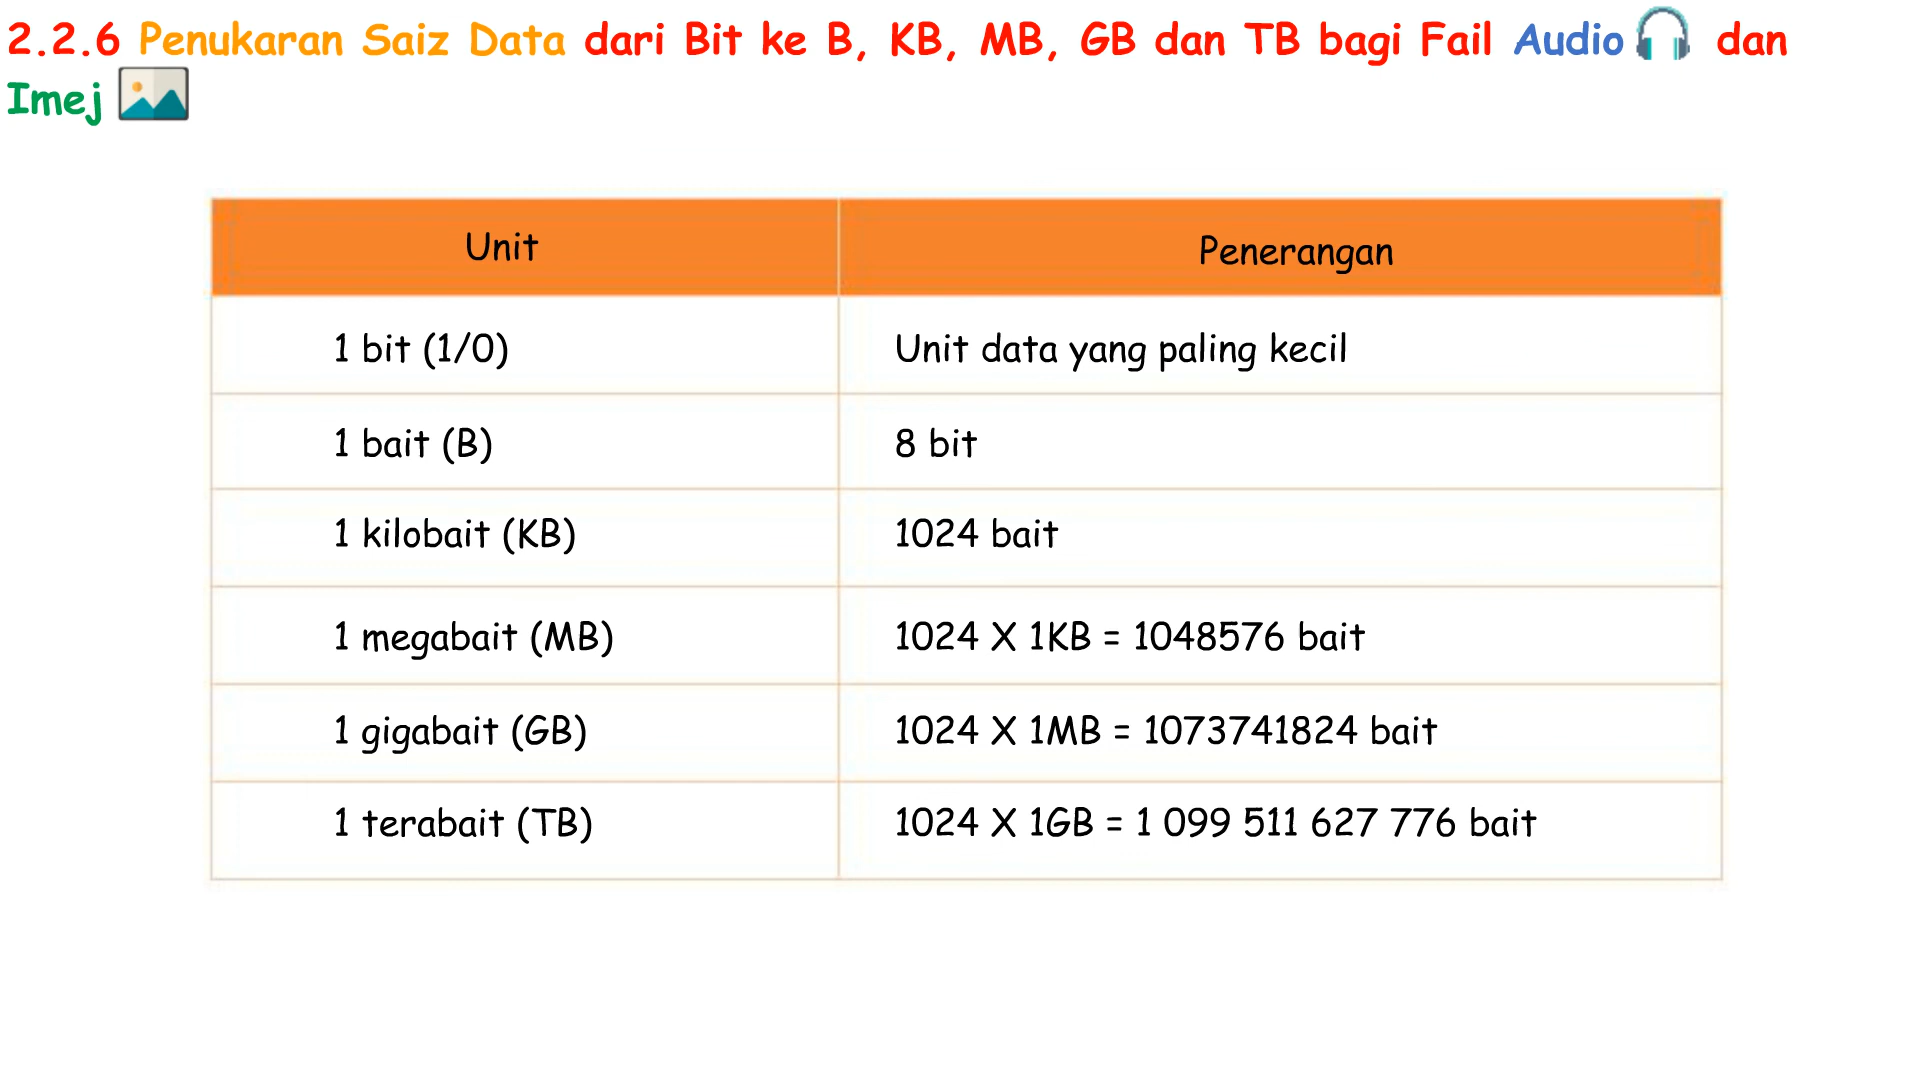 2.2.6 Penukaran Saiz Data dari Bit ke B, KB, MB, GB dan TB bagi Fail Audio dan
Imej
Unit Penerangan
1 bit (1/0) Unit data yang paling kecil
1 bait (B) 8 bit
1 kilobait (KB) 1024 bait
1 megabait (MB) 1024 X 1KB = 1048576 bait
1 gigabait (GB) 1024 X 1MB = 1073741824 bait
1 terabait (TB) 1024 X 1GB = 1 099 511 627 776 bait